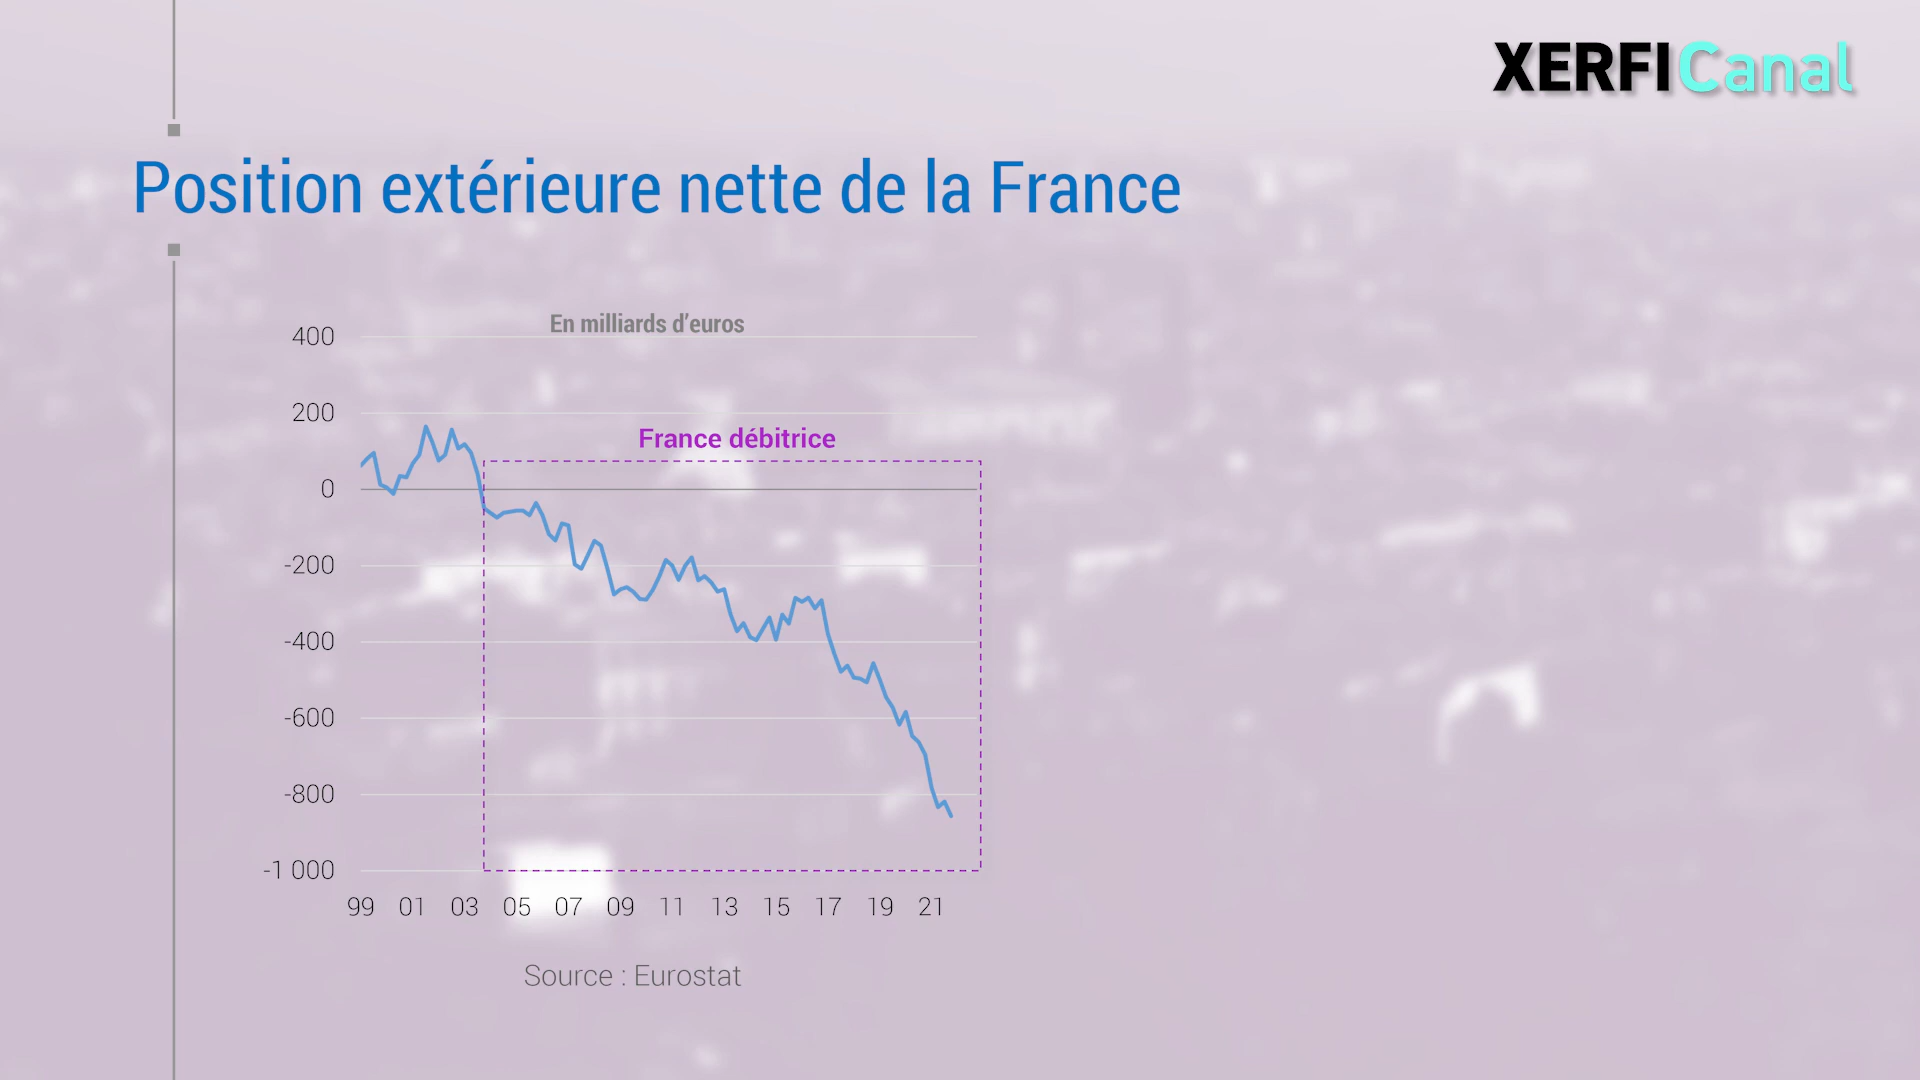 XERFI Canal
Position extérieure nette de la France
En milliards d'euros
400
200
France débitrice
0
-200
-400
-600
-800
-1 000
99 01 03 05 07 09 11 13 15 17 19 21
Source : Eurostat